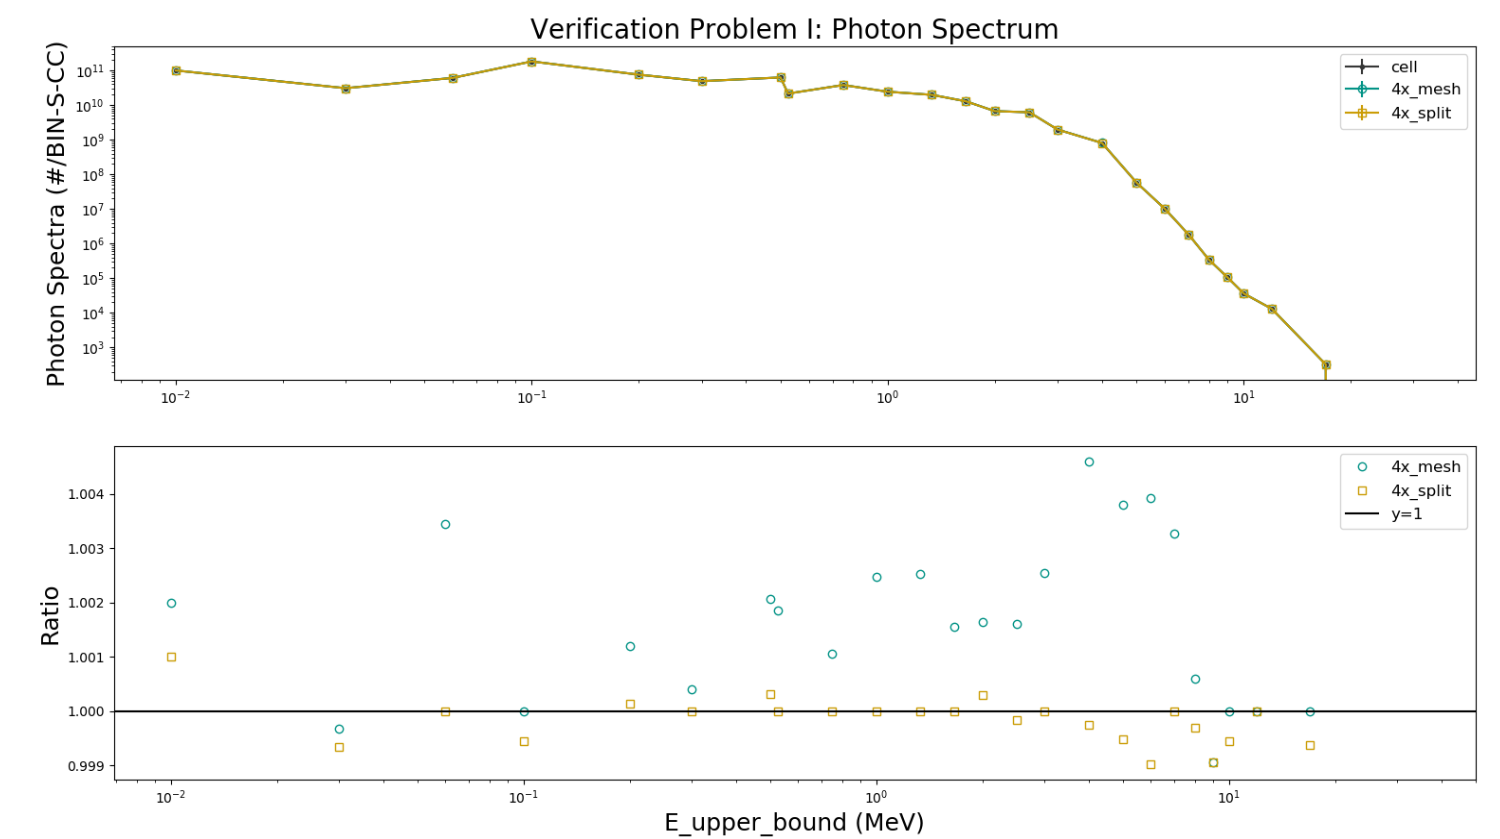 Verification Problem I: Photon Spectrum
Photon Spectra (#/BIN-S-CC)
10¹¹
10¹⁰
10⁹
10⁸
10⁷
10⁶
10⁵
10⁴
10³
cell
4x_mesh
4x_split
10⁻²
10⁻¹
10⁰
10¹
Ratio
1.004
1.003
1.002
1.001
1.000
0.999
4x_mesh
4x_split
y=1
10⁻²
10⁻¹
10⁰
10¹
E_upper_bound (MeV)